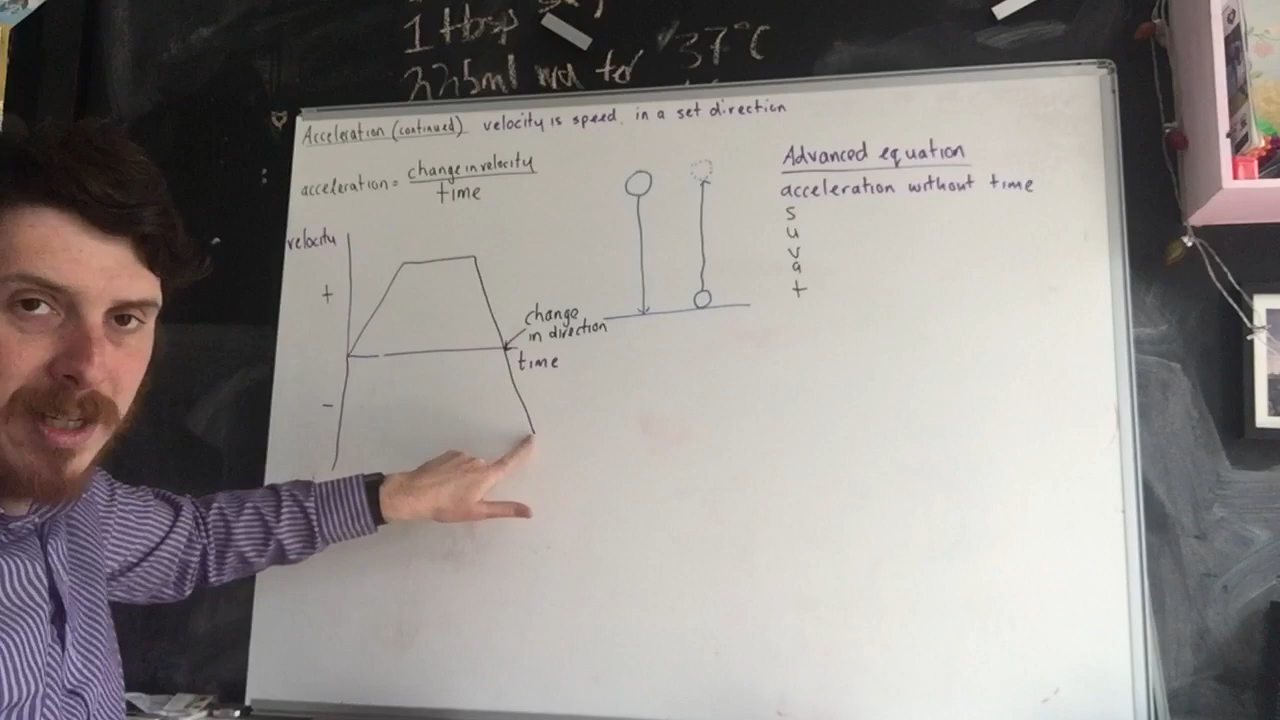 1 tbsp
325ml
37°C
Acceleration (continued) velocity is speed in a set direction
acceleration = change in velocity
time
velocity
+
-
change
in direction
time
Advanced equation
acceleration without time
s
u
v
a
t